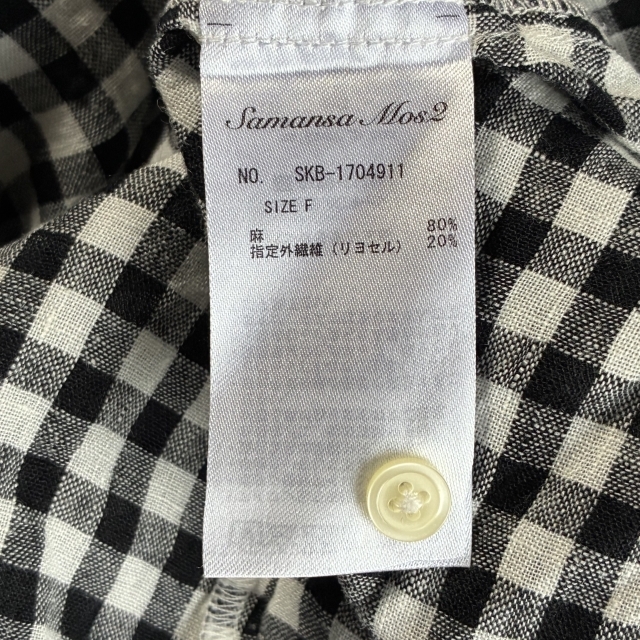 Samansa Mos2
NO. SKB-1704911
SIZE F
麻 80%
指定外繊維（リヨセル） 20%